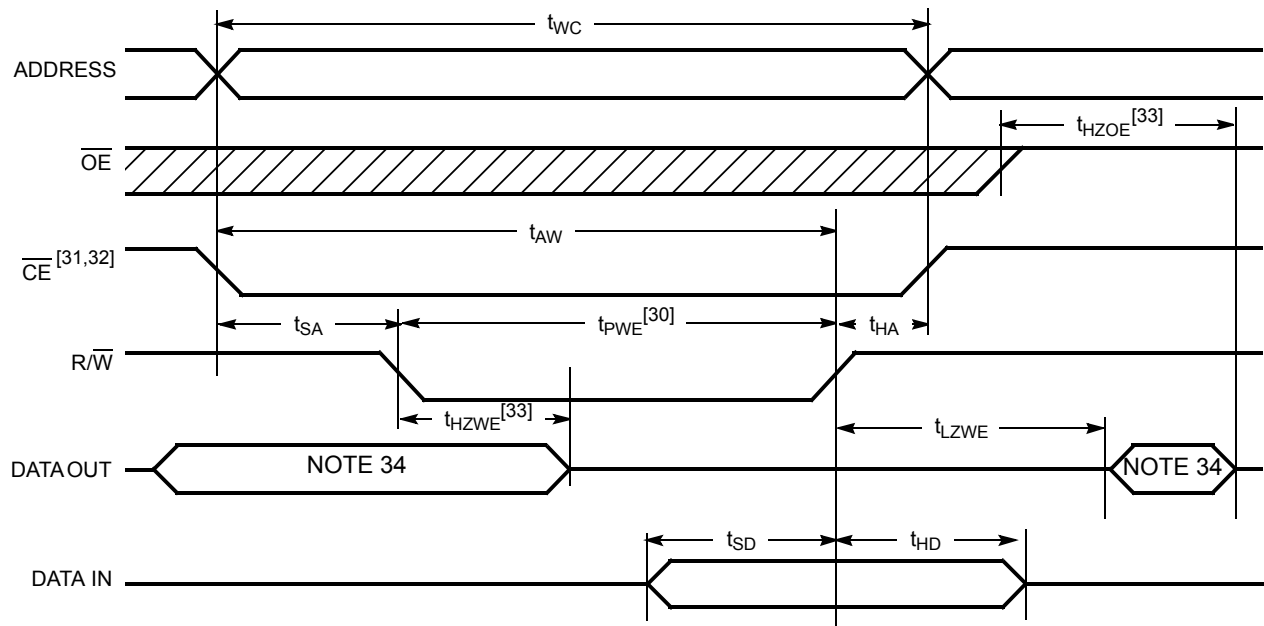 tWC
ADDRESS
tHZOE[33]
OE
tAW
CE [31,32]
tSA
tPWE[30]
tHA
R/W
tHZWE[33]
tLZWE
DATA OUT
NOTE 34
NOTE 34
tSD
tHD
DATA IN